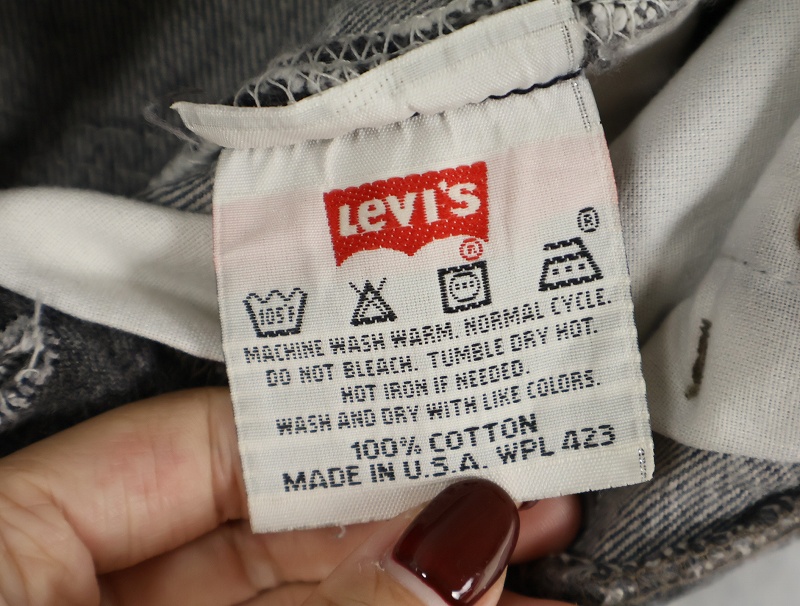 LEVI'S
®
®
105F
MACHINE WASH WARM. NORMAL CYCLE.
DO NOT BLEACH. TUMBLE DRY HOT.
HOT IRON IF NEEDED.
WASH AND DRY WITH LIKE COLORS.
100% COTTON
MADE IN U.S.A. WPL 423